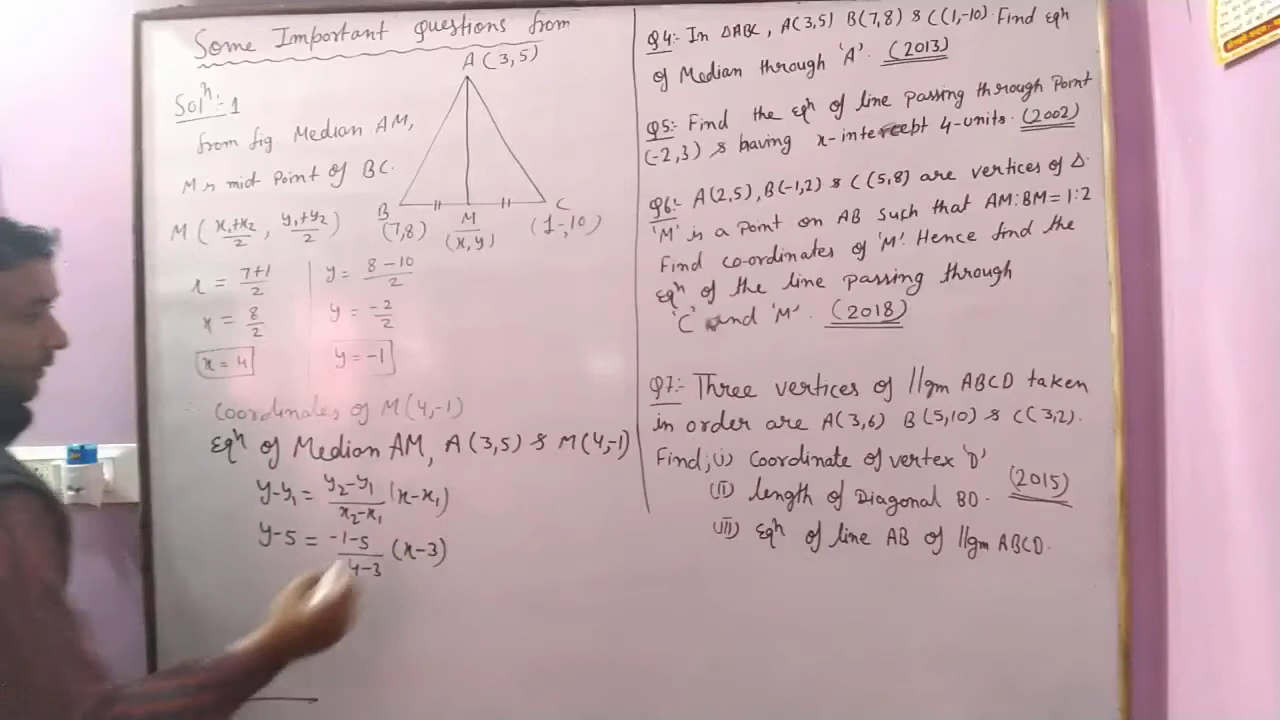 Some Important Questions from
Solⁿ:-1
from fig Median AM,
M is mid Point of BC.
M ( x₁+x₂/2 , y₁+y₂/2 )
x = 7+1/2
x = 8/2
x = 4
y = 8-10/2
y = -2/2
y = -1
A (3,5)
B
(7,8)
M
(x,y)
C
(1,-10)
∴ Coordinates of M(4,-1)
Eqⁿ of Median AM, A(3,5) & M(4,-1)
y-y₁ = y₂-y₁/x₂-x₁ (x-x₁)
y-5 = -1-5/4-3 (x-3)
Q4:- In ΔABC, A(3,5) B(7,8) & C(1,-10) Find eqⁿ
of Median through 'A'. (2013)
Q5:- Find the eqⁿ of line passing through Point
(-2,3) & having x-intercept 4-units. (2002)
Q6:- A(2,5), B(-1,2) & C(5,8) are vertices of Δ.
'M' is a point on AB such that AM:BM=1:2
Find co-ordinates of 'M'. Hence find the
eqⁿ of the line passing through
'C' and 'M'. (2018)
Q7:- Three vertices of //gm ABCD taken
in order are A(3,6) B(5,10) & C(3,2).
Find; (i) Coordinate of vertex 'D'
(ii) length of Diagonal BD. (2015)
(iii) Eqⁿ of line AB of //gm ABCD.